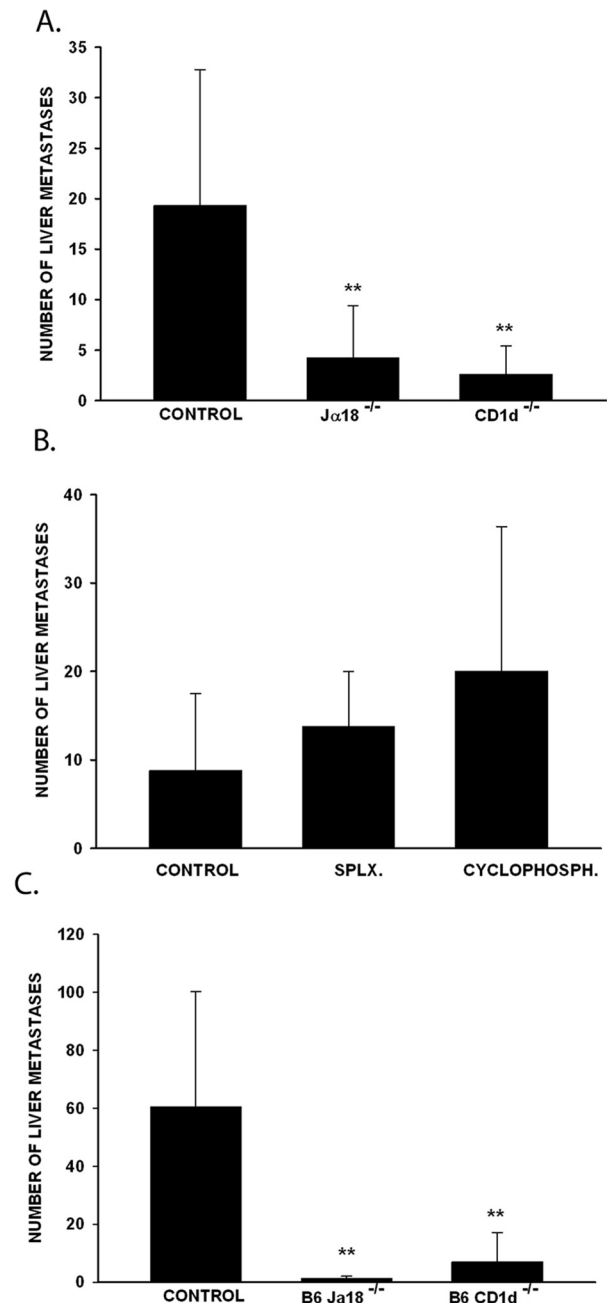 A.
NUMBER OF LIVER METASTASES
35
30
25
20
15
10
5
0
** **
CONTROL Jα18 -/- CD1d -/-
B.
NUMBER OF LIVER METASTASES
40
30
20
10
0
CONTROL SPLX. CYCLOPHOSPH.
C.
NUMBER OF LIVER METASTASES
120
100
80
60
40
20
0
** **
CONTROL B6 Ja18 -/- B6 CD1d -/-